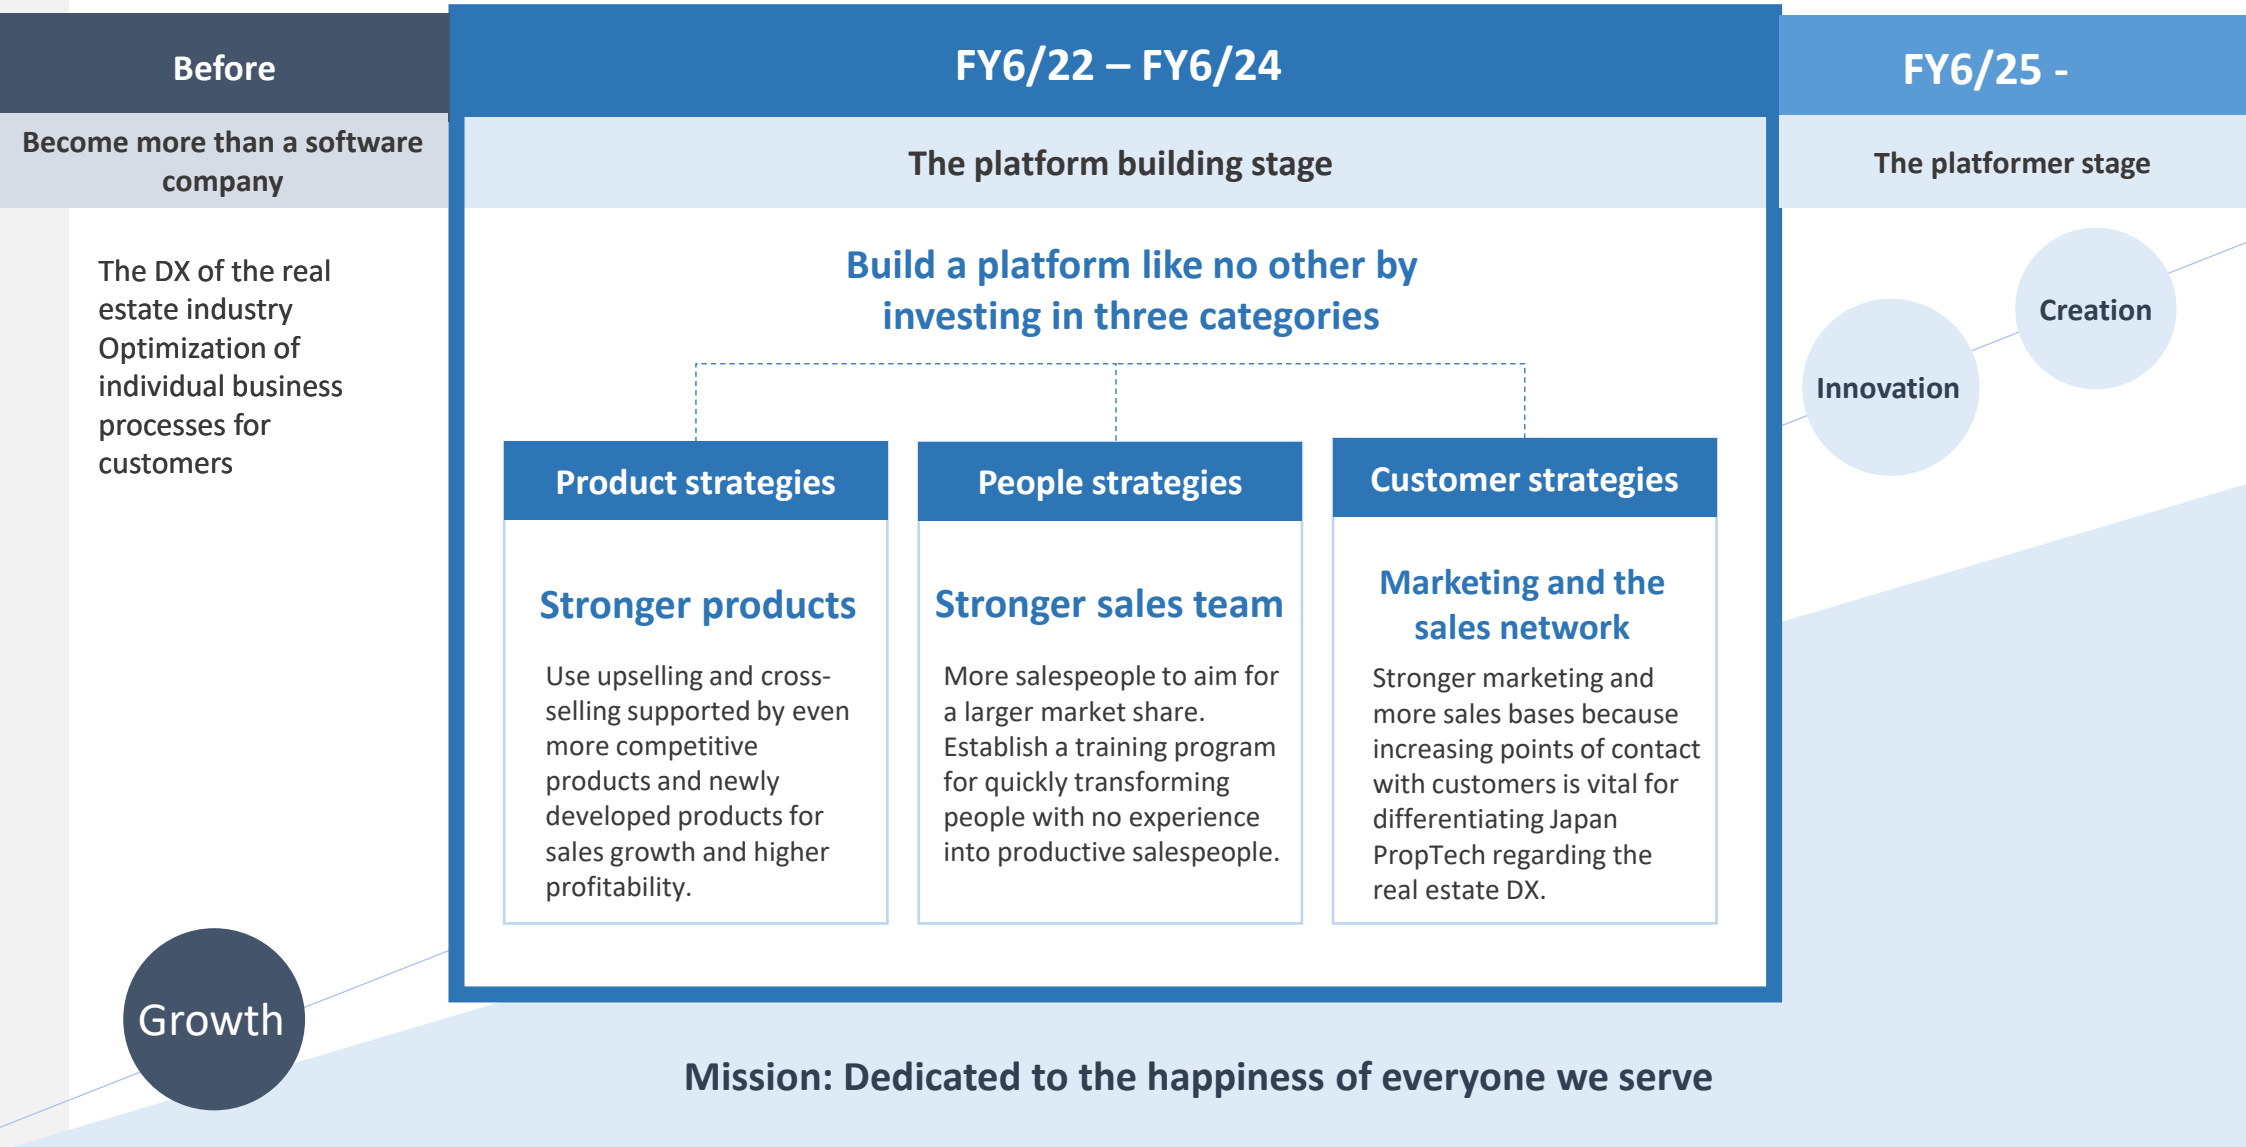 Before
Become more than a software
company
The DX of the real
estate industry
Optimization of
individual business
processes for
customers
Growth
FY6/22 – FY6/24
The platform building stage
Build a platform like no other by
investing in three categories
Product strategies
Stronger products
Use upselling and cross-
selling supported by even
more competitive
products and newly
developed products for
sales growth and higher
profitability.
People strategies
Stronger sales team
More salespeople to aim for
a larger market share.
Establish a training program
for quickly transforming
people with no experience
into productive salespeople.
Customer strategies
Marketing and the
sales network
Stronger marketing and
more sales bases because
increasing points of contact
with customers is vital for
differentiating Japan
PropTech regarding the
real estate DX.
FY6/25 -
The platformer stage
Innovation
Creation
Mission: Dedicated to the happiness of everyone we serve